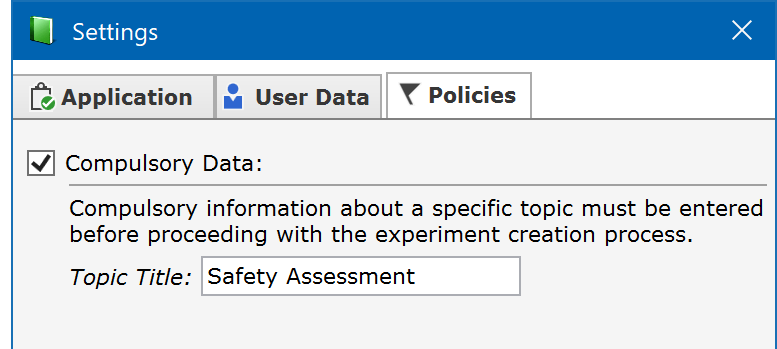 Settings
Application User Data Policies
Compulsory Data:
Compulsory information about a specific topic must be entered
before proceeding with the experiment creation process.
Topic Title: Safety Assessment